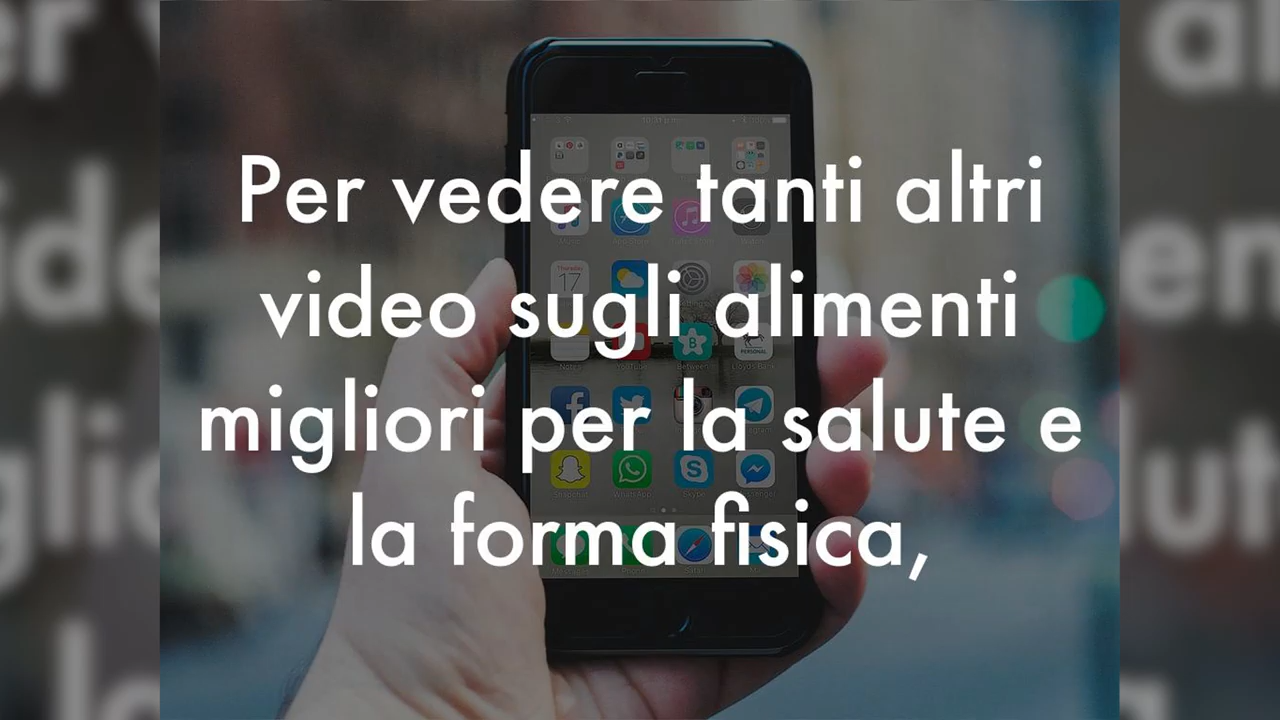 Per vedere tanti altri
video sugli alimenti
migliori per la salute e
la forma fisica,